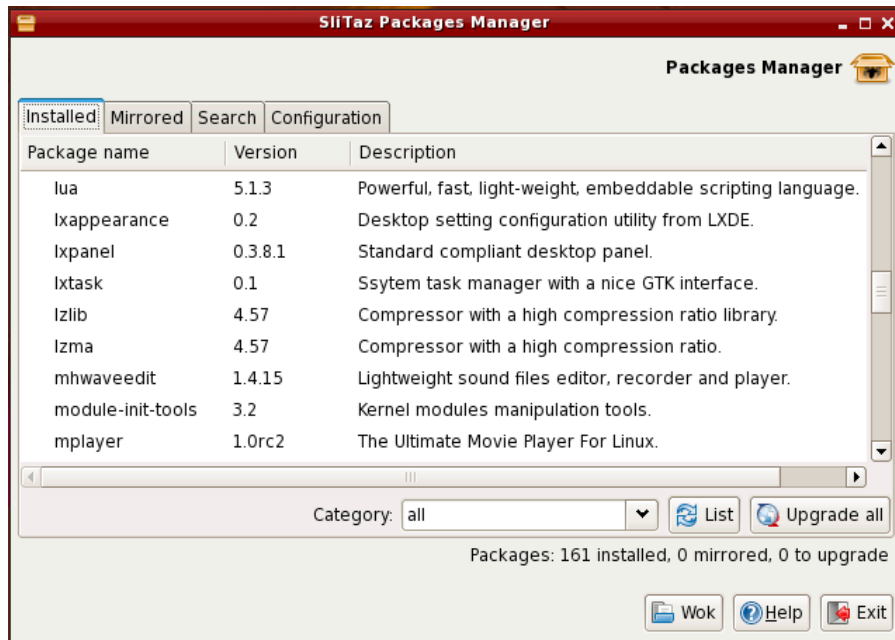 SliTaz Packages Manager
Packages Manager
Installed Mirrored Search Configuration
Package name Version Description
lua 5.1.3 Powerful, fast, light-weight, embeddable scripting language.
lxappearance 0.2 Desktop setting configuration utility from LXDE.
lxpanel 0.3.8.1 Standard compliant desktop panel.
lxtask 0.1 Ssytem task manager with a nice GTK interface.
lzlib 4.57 Compressor with a high compression ratio library.
lzma 4.57 Compressor with a high compression ratio.
mhwaveedit 1.4.15 Lightweight sound files editor, recorder and player.
module-init-tools 3.2 Kernel modules manipulation tools.
mplayer 1.0rc2 The Ultimate Movie Player For Linux.
Category: all List Upgrade all
Packages: 161 installed, 0 mirrored, 0 to upgrade
Wok Help Exit